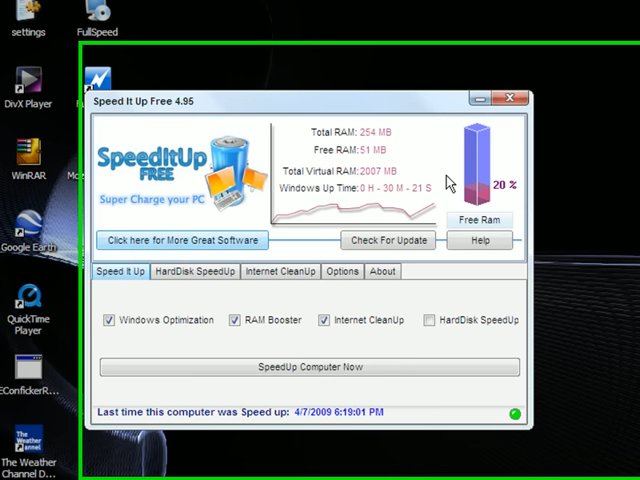 settings
FullSpeed
DivX Player
WinRAR
Google Earth
QuickTime
Player
EConfickerR...
The Weather
Channel D...
Speed It Up Free 4.95
SpeedItUp
FREE
Super Charge your PC
Total RAM: 254 MB
Free RAM: 51 MB
Total Virtual RAM: 2007 MB
Windows Up Time: 0 H - 30 M - 21 S
20 %
Free Ram
Click here for More Great Software
Check For Update
Help
Speed It Up
HardDisk SpeedUp
Internet CleanUp
Options
About
Windows Optimization
RAM Booster
Internet CleanUp
HardDisk SpeedUp
SpeedUp Computer Now
Last time this computer was Speed up: 4/7/2009 6:19:01 PM